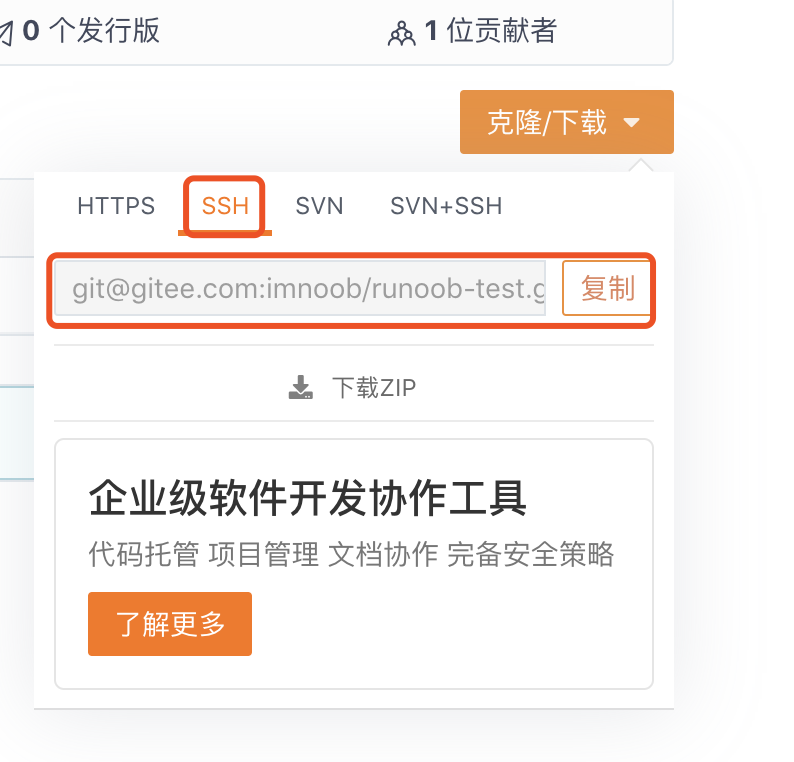 0 个发行版
1 位贡献者
克隆/下载
HTTPS SSH SVN SVN+SSH
git@gitee.com:imnoob/runoob-test.g
复制
下载ZIP
企业级软件开发协作工具
代码托管 项目管理 文档协作 完备安全策略
了解更多